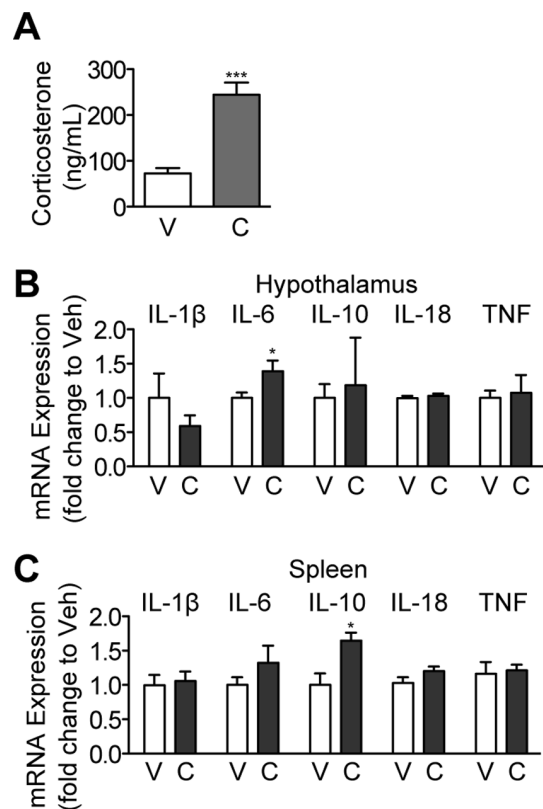 A
Corticosterone
(ng/mL)
300
200
100
0
***
V C
B
Hypothalamus
IL-1β IL-6 IL-10 IL-18 TNF
mRNA Expression
(fold change to Veh)
2.0
1.5
1.0
0.5
0.0
*
V C V C V C V C V C
C
Spleen
IL-1β IL-6 IL-10 IL-18 TNF
mRNA Expression
(fold change to Veh)
2.0
1.5
1.0
0.5
0.0
*
V C V C V C V C V C